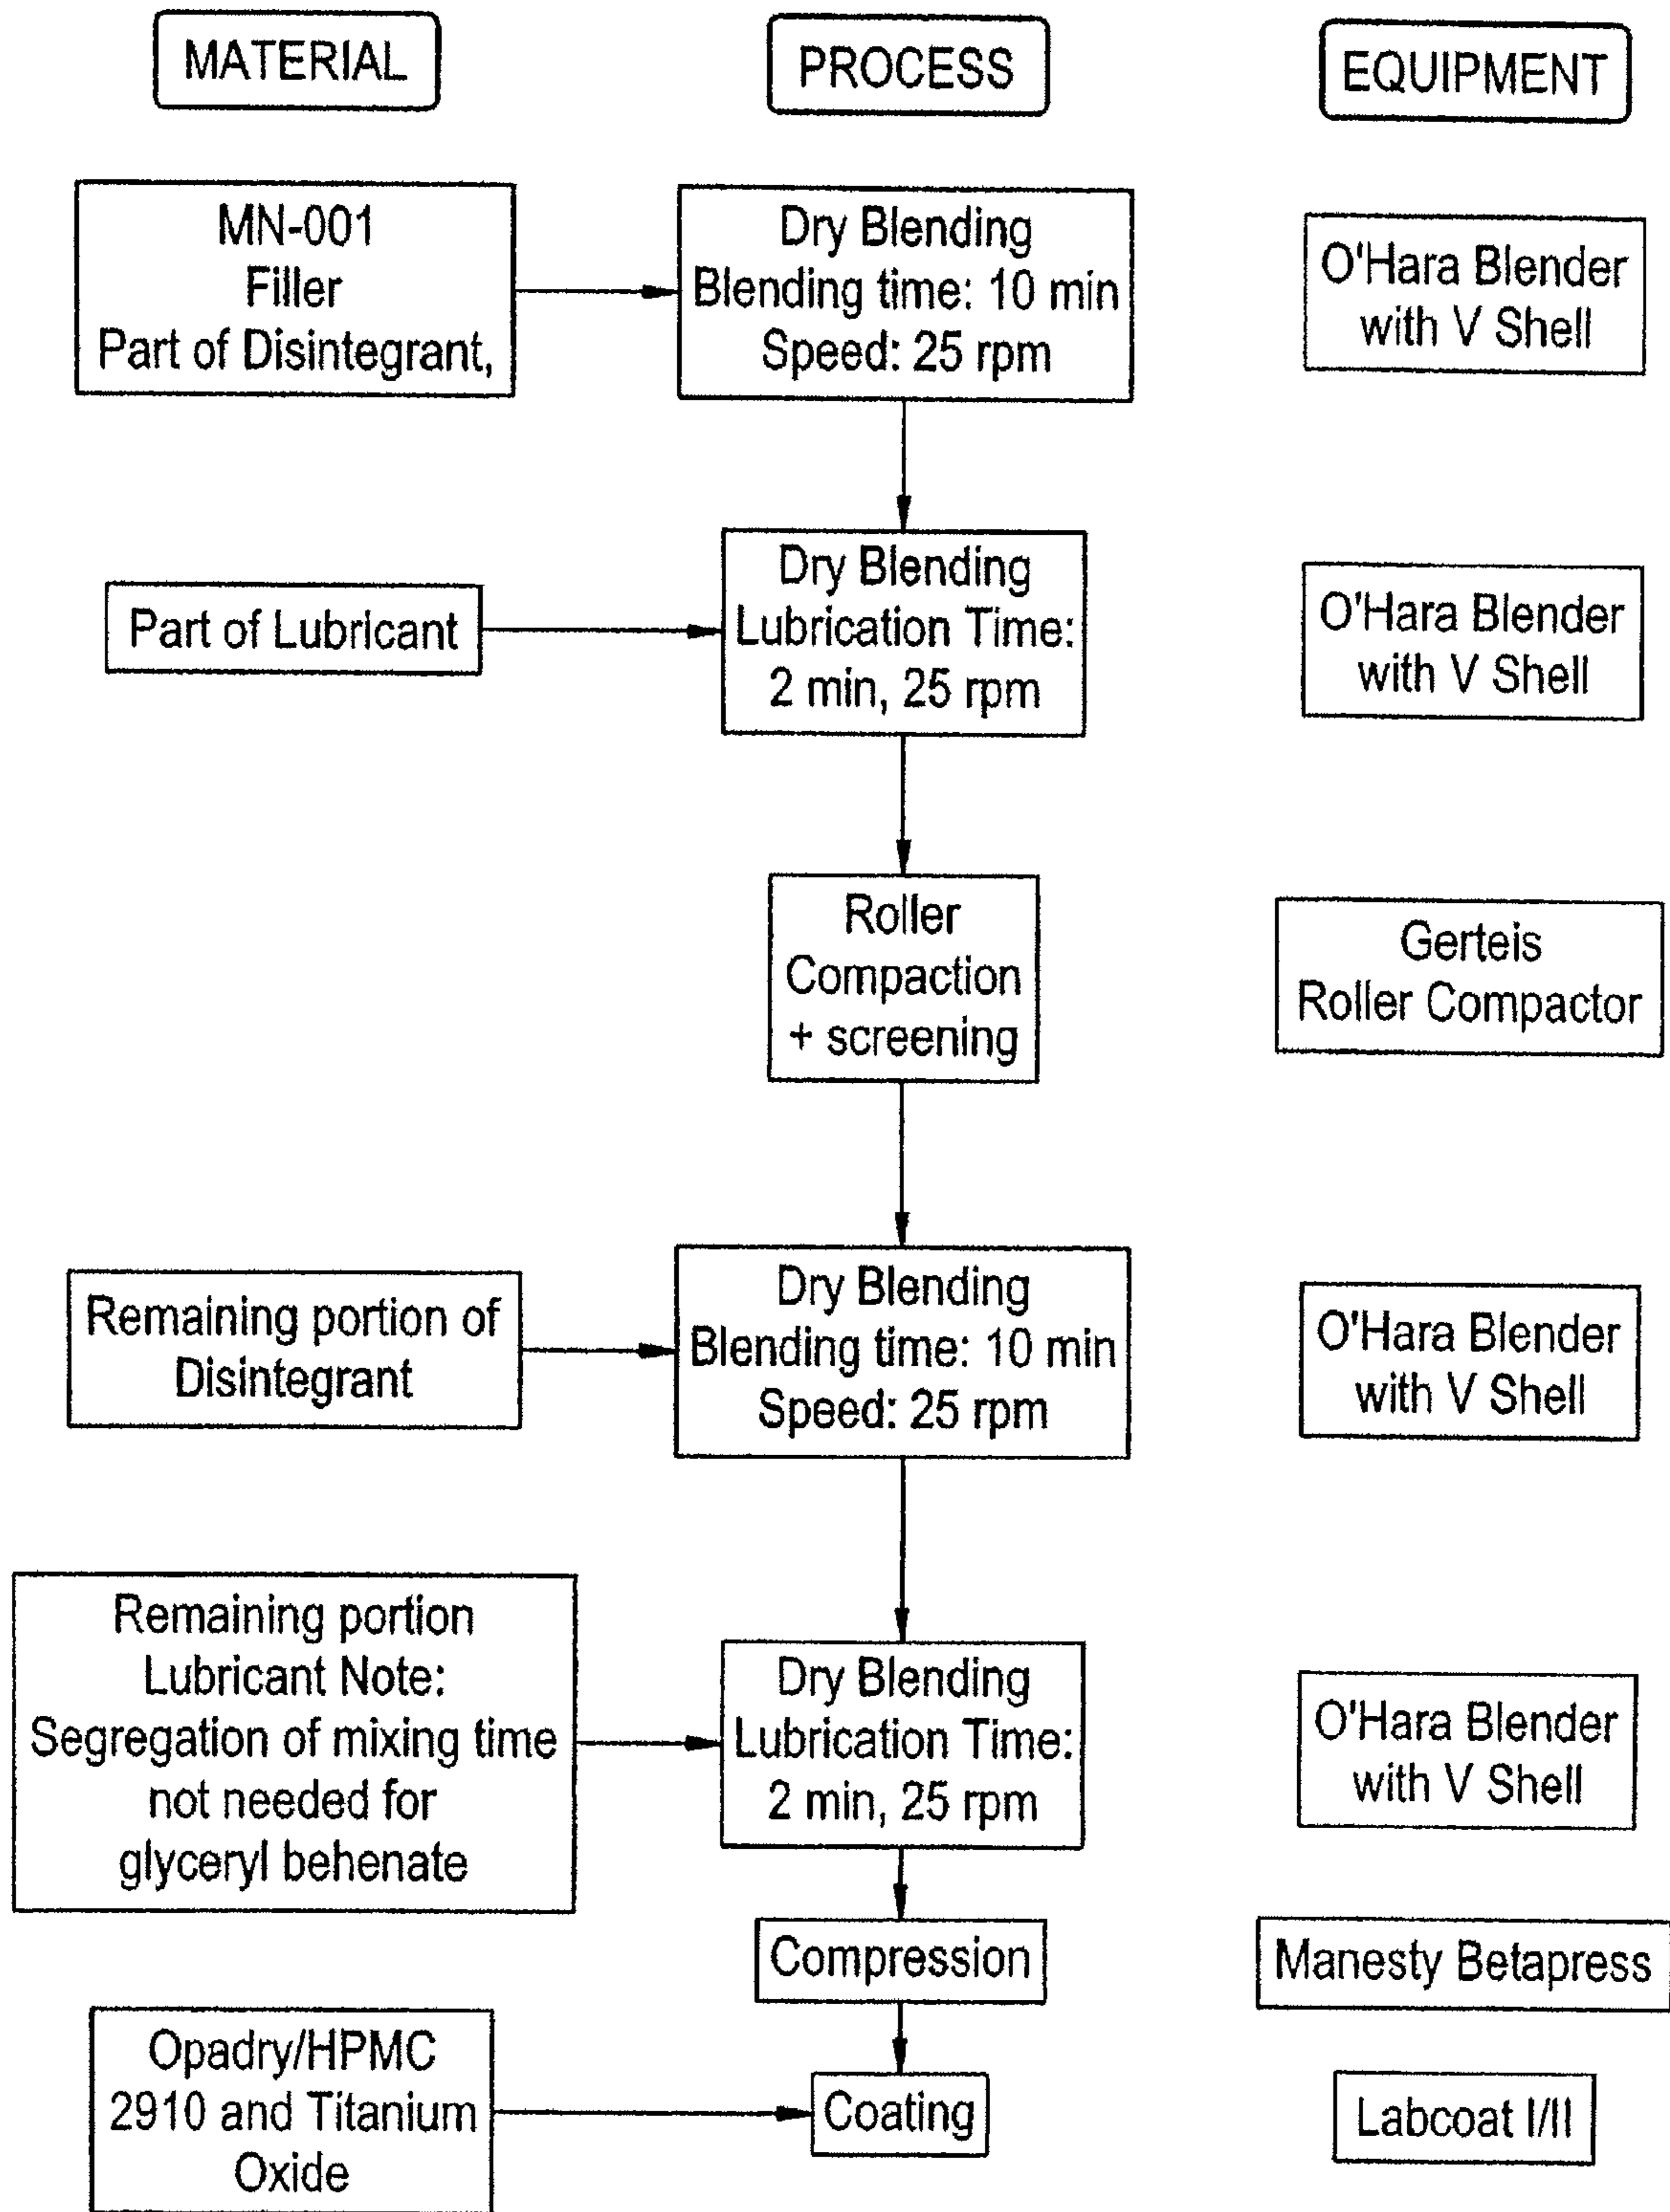 MATERIAL
PROCESS
EQUIPMENT
MN-001
Filler
Part of Disintegrant,
Dry Blending
Blending time: 10 min
Speed: 25 rpm
O'Hara Blender
with V Shell
Part of Lubricant
Dry Blending
Lubrication Time:
2 min, 25 rpm
O'Hara Blender
with V Shell
Roller
Compaction
+ screening
Gerteis
Roller Compactor
Remaining portion of
Disintegrant
Dry Blending
Blending time: 10 min
Speed: 25 rpm
O'Hara Blender
with V Shell
Remaining portion
Lubricant Note:
Segregation of mixing time
not needed for
glyceryl behenate
Dry Blending
Lubrication Time:
2 min, 25 rpm
O'Hara Blender
with V Shell
Compression
Manesty Betapress
Opadry/HPMC
2910 and Titanium
Oxide
Coating
Labcoat I/II